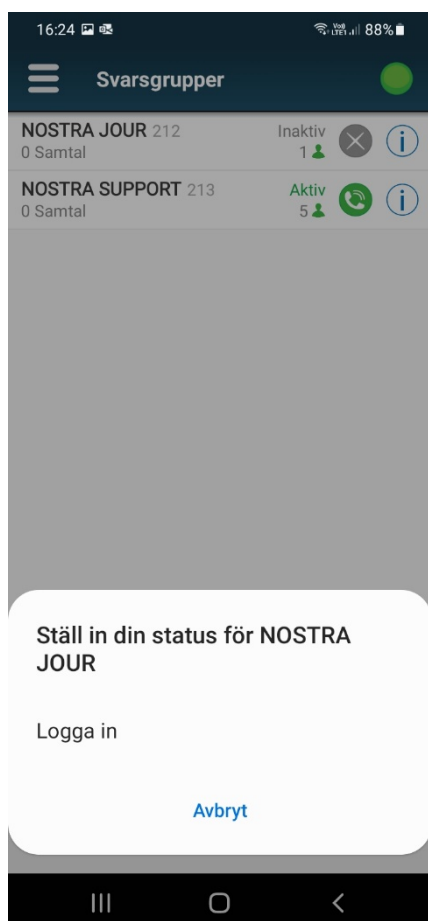 16:24 88%
Svarsgrupper
NOSTRA JOUR 212 Inaktiv
0 Samtal 1
NOSTRA SUPPORT 213 Aktiv
0 Samtal 5
Ställ in din status för NOSTRA
JOUR
Logga in
Avbryt